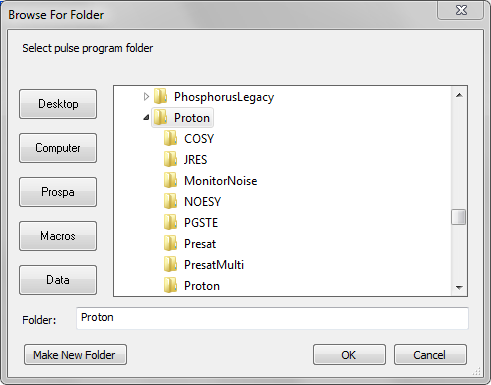 Browse For Folder
Select pulse program folder
Desktop
Computer
Prospa
Macros
Data
PhosphorusLegacy
Proton
COSY
JRES
MonitorNoise
NOESY
PGSTE
Presat
PresatMulti
Proton
Folder: Proton
Make New Folder OK Cancel